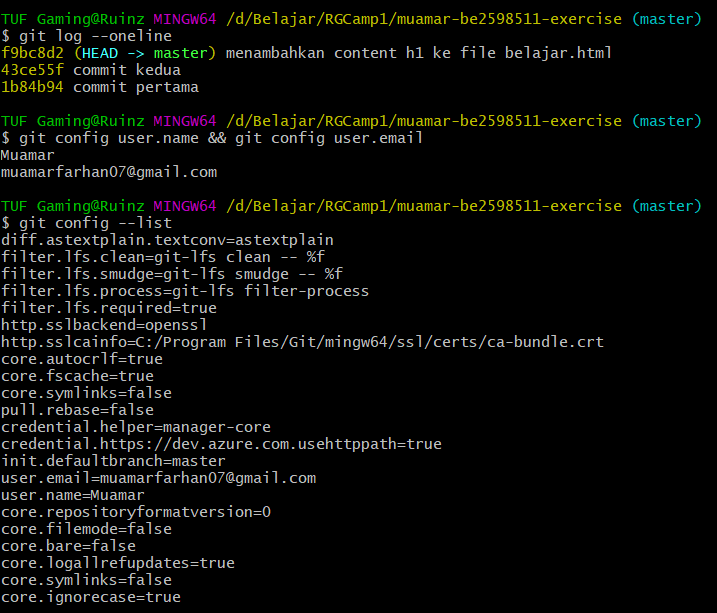 TUF Gaming@Ruinz MINGW64 /d/Belajar/RGCamp1/muamar-be2598511-exercise (master)
$ git log --oneline
f9bc8d2 (HEAD -> master) menambahkan content h1 ke file belajar.html
43ce55f commit kedua
1b84b94 commit pertama
TUF Gaming@Ruinz MINGW64 /d/Belajar/RGCamp1/muamar-be2598511-exercise (master)
$ git config user.name && git config user.email
Muamar
muamarfarhan07@gmail.com
TUF Gaming@Ruinz MINGW64 /d/Belajar/RGCamp1/muamar-be2598511-exercise (master)
$ git config --list
diff.astextplain.textconv=astextplain
filter.lfs.clean=git-lfs clean -- %f
filter.lfs.smudge=git-lfs smudge -- %f
filter.lfs.process=git-lfs filter-process
filter.lfs.required=true
http.sslbackend=openssl
http.sslcainfo=C:/Program Files/Git/mingw64/ssl/certs/ca-bundle.crt
core.autocrlf=true
core.fscache=true
core.symlinks=false
pull.rebase=false
credential.helper=manager-core
credential.https://dev.azure.com.usehttppath=true
init.defaultbranch=master
user.email=muamarfarhan07@gmail.com
user.name=Muamar
core.repositoryformatversion=0
core.filemode=false
core.bare=false
core.logallrefupdates=true
core.symlinks=false
core.ignorecase=true